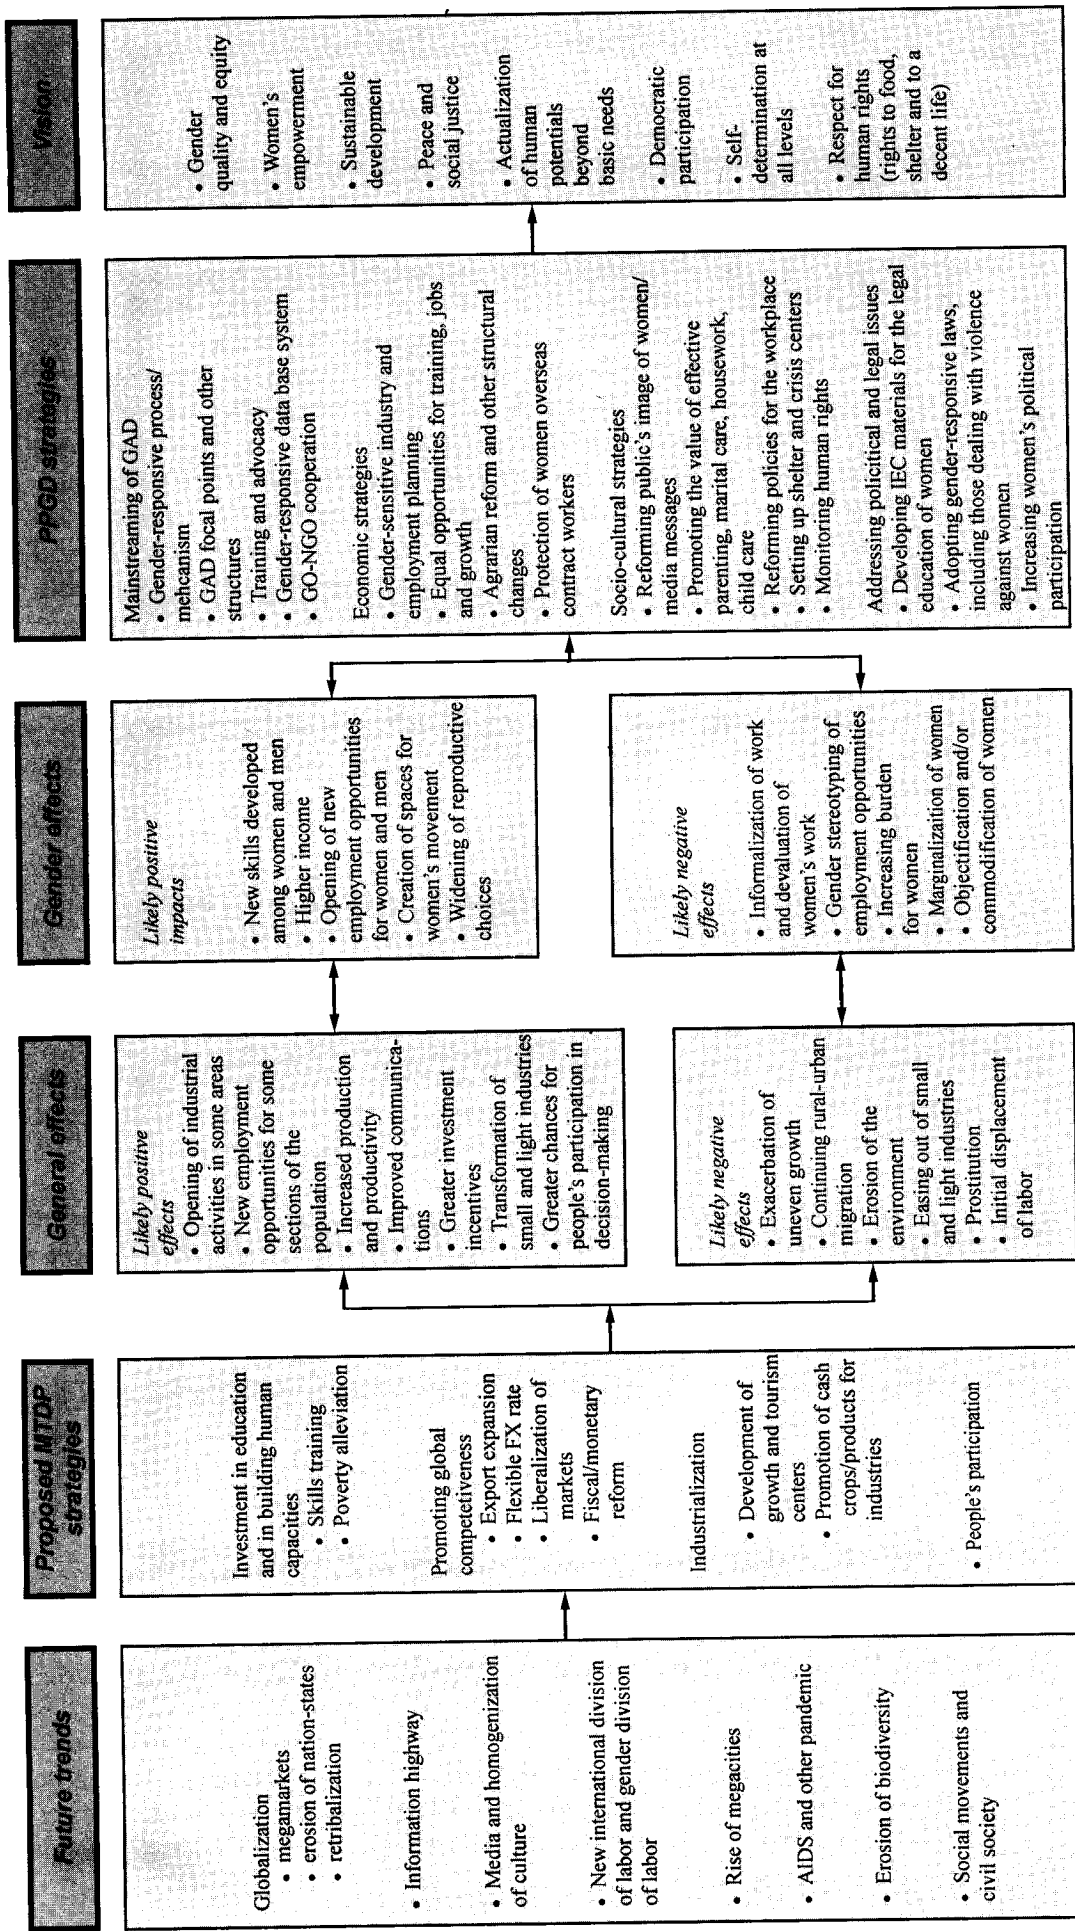 Future trends
Globalization
• megamarkets
• erosion of nation-states
• retribalization
• Information highway
• Media and homogenization
of culture
• New international division
of labor and gender division
of labor
• Rise of megacities
• AIDS and other pandemic
• Erosion of biodiversity
• Social movements and
civil society
Proposed MTDP
strategies
Investment in education
and in building human
capacities
• Skills training
• Poverty alleviation
Promoting global
competetiveness
• Export expansion
• Flexible FX rate
• Liberalization of
markets
• Fiscal/monetary
reform
Industrialization
• Development of
growth and tourism
centers
• Promotion of cash
crops/products for
industries
• People's participation
General effects
Likely positive
effects
• Opening of industrial
activities in some areas
• New employment
opportunities for some
sections of the
population
• Increased production
and productivity
• Improved communica-
tions
• Greater investment
incentives
• Transformation of
small and light industries
• Greater chances for
people's participation in
decision-making
Likely negative
effects
• Exacerbation of
uneven growth
• Continuing rural-urban
migration
• Erosion of the
environment
• Easing out of small
and light industries
• Prostitution
• Initial displacement
of labor
Gender effects
Likely positive
impacts
• New skills developed
among women and men
• Higher income
• Opening of new
employment opportunities
for women and men
• Creation of spaces for
women's movement
• Widening of reproductive
choices
Likely negative
effects
• Informalization of work
and devaluation of
women's work
• Gender stereotyping of
employment opportunities
• Increasing burden
for women
• Marginalization of women
• Objectification and/or
commodification of women
PPGD strategies
Mainstreaming of GAD
• Gender-responsive process/
mehcanism
• GAD focal points and other
structures
• Training and advocacy
• Gender-responsive data base system
• GO-NGO cooperation
Economic strategies
• Gender-sensitive industry and
employment planning
• Equal opportunities for training, jobs
and growth
• Agrarian reform and other structural
changes
• Protection of women overseas
contract workers
Socio-cultural strategies
• Reforming public's image of women/
media messages
• Promoting the value of effective
parenting, marital care, housework,
child care
• Reforming policies for the workplace
• Setting up shelter and crisis centers
• Monitoring human rights
Addressing policitical and legal issues
• Developing IEC materials for the legal
education of women
• Adopting gender-responsive laws,
including those dealing with violence
against women
• Increasing women's political
participation
Vision
• Gender
quality and equity
• Women's
empowerment
• Sustainable
development
• Peace and
social justice
• Actualization
of human
potentials
beyond
basic needs
• Democratic
participation
• Self-
determination at
all levels
• Respect for
human rights
(rights to food,
shelter and to a
decent life)